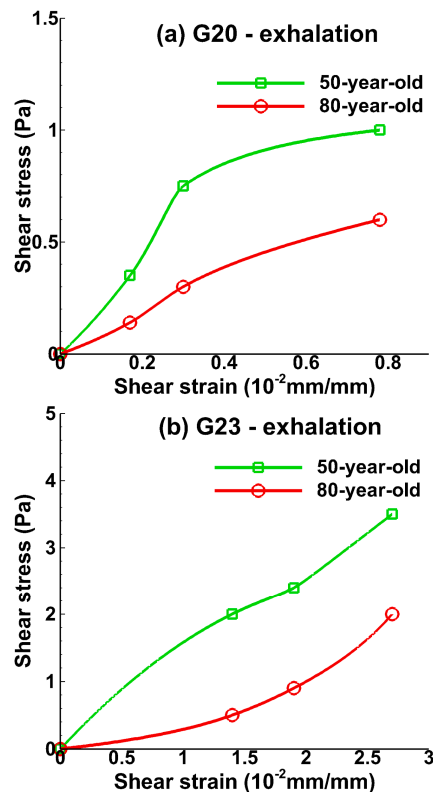 (a) G20 - exhalation
50-year-old
80-year-old
Shear stress (Pa)
1.5
1
0.5
0
0.2 0.4 0.6 0.8
Shear strain (10⁻²mm/mm)
(b) G23 - exhalation
50-year-old
80-year-old
Shear stress (Pa)
5
4
3
2
1
0
0 0.5 1 1.5 2 2.5 3
Shear strain (10⁻²mm/mm)